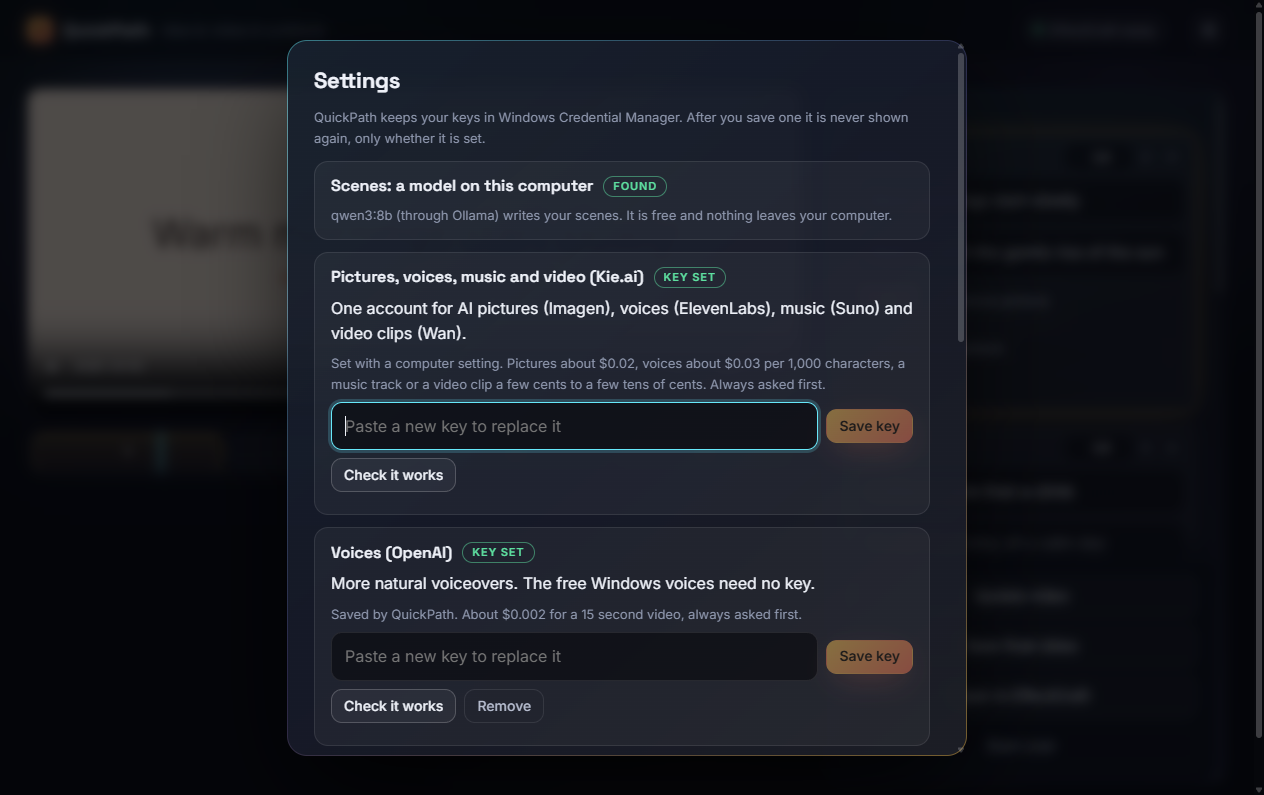 Settings
QuickPath keeps your keys in Windows Credential Manager. After you save one it is never shown
again, only whether it is set.
Scenes: a model on this computer FOUND
qwen3:8b (through Ollama) writes your scenes. It is free and nothing leaves your computer.
Pictures, voices, music and video (Kie.ai) KEY SET
One account for AI pictures (Imagen), voices (ElevenLabs), music (Suno) and
video clips (Wan).
Set with a computer setting. Pictures about $0.02, voices about $0.03 per 1,000 characters, a
music track or a video clip a few cents to a few tens of cents. Always asked first.
Paste a new key to replace it Save key
Check it works
Voices (OpenAI) KEY SET
More natural voiceovers. The free Windows voices need no key.
Saved by QuickPath. About $0.002 for a 15 second video, always asked first.
Paste a new key to replace it Save key
Check it works Remove